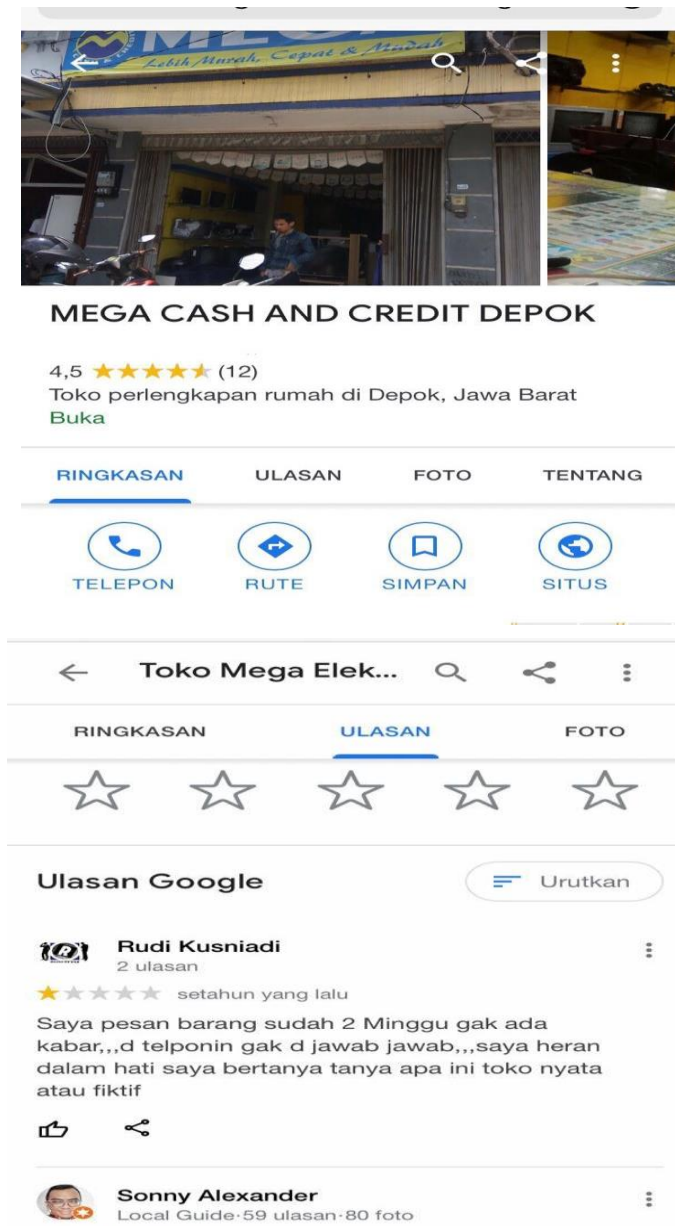 Lebih Murah, Cepat & Mudah
MEGA CASH AND CREDIT DEPOK
4,5 (12)
Toko perlengkapan rumah di Depok, Jawa Barat
Buka
RINGKASAN ULASAN FOTO TENTANG
TELEPON RUTE SIMPAN SITUS
Toko Mega Elek...
RINGKASAN ULASAN FOTO
Ulasan Google Urutkan
Rudi Kusniadi
2 ulasan
setahun yang lalu
Saya pesan barang sudah 2 Minggu gak ada
kabar,,,d telponin gak d jawab jawab,,,saya heran
dalam hati saya bertanya tanya apa ini toko nyata
atau fiktif
Sonny Alexander
Local Guide·59 ulasan·80 foto